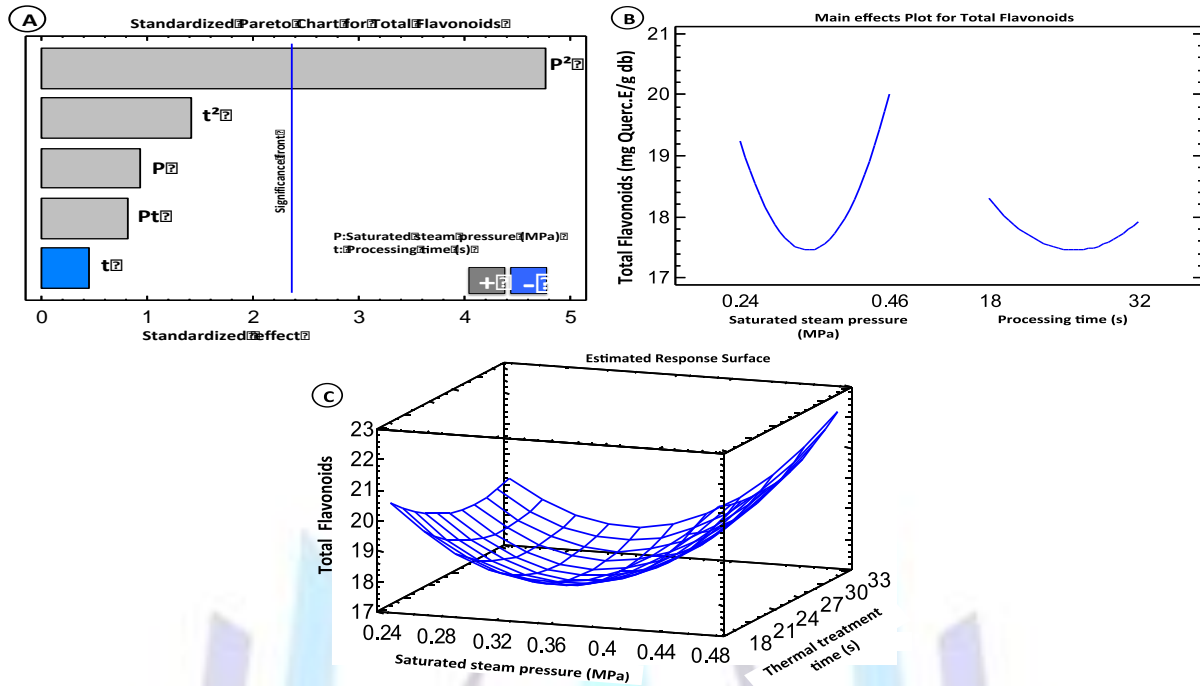 A
Standardized Pareto Chart for Total Flavonoids
P²
t²
P
Pt
t
Significance front
P:Saturated steam pressure (MPa)
t: Processing time (s)
+ -
0 1 2 3 4 5
Standardized effect
B
Main effects Plot for Total Flavonoids
Total Flavonoids (mg Querc.E/g db)
21
20
19
18
17
0.24 0.46 18 32
Saturated steam pressure (MPa)
Processing time (s)
C
Estimated Response Surface
Total Flavonoids
23
22
21
20
19
18
17
0.24 0.28 0.32 0.36 0.4 0.44 0.48
Saturated steam pressure (MPa)
18 21 24 27 30 33
Thermal treatment
time (s)